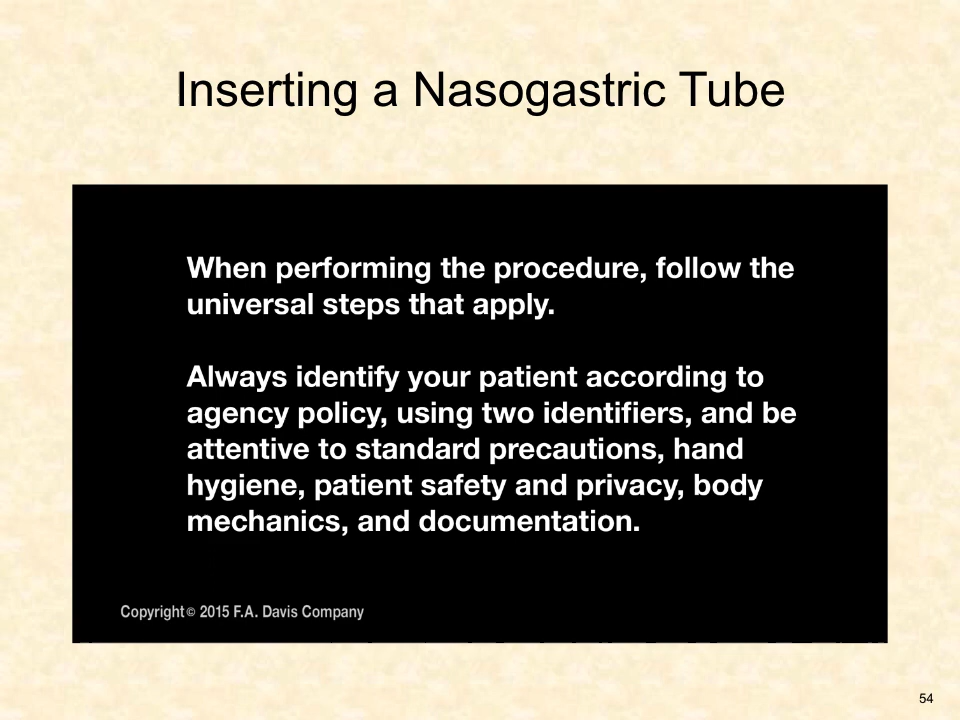 Inserting a Nasogastric Tube
When performing the procedure, follow the
universal steps that apply.
Always identify your patient according to
agency policy, using two identifiers, and be
attentive to standard precautions, hand
hygiene, patient safety and privacy, body
mechanics, and documentation.
Copyright © 2015 F.A. Davis Company
54